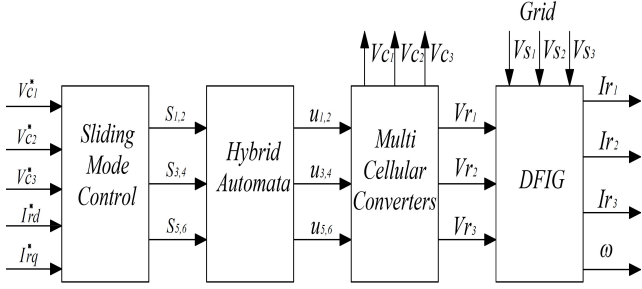 Grid
Vc1 Vc2 Vc3
Vs1 Vs2 Vs3
Vc1*
Vc2*
Vc3*
Ird*
Irq*
Sliding
Mode
Control
S1,2
S3,4
S5,6
Hybrid
Automata
u1,2
u3,4
u5,6
Multi
Cellular
Converters
Vr1
Vr2
Vr3
DFIG
Ir1
Ir2
Ir3
ω